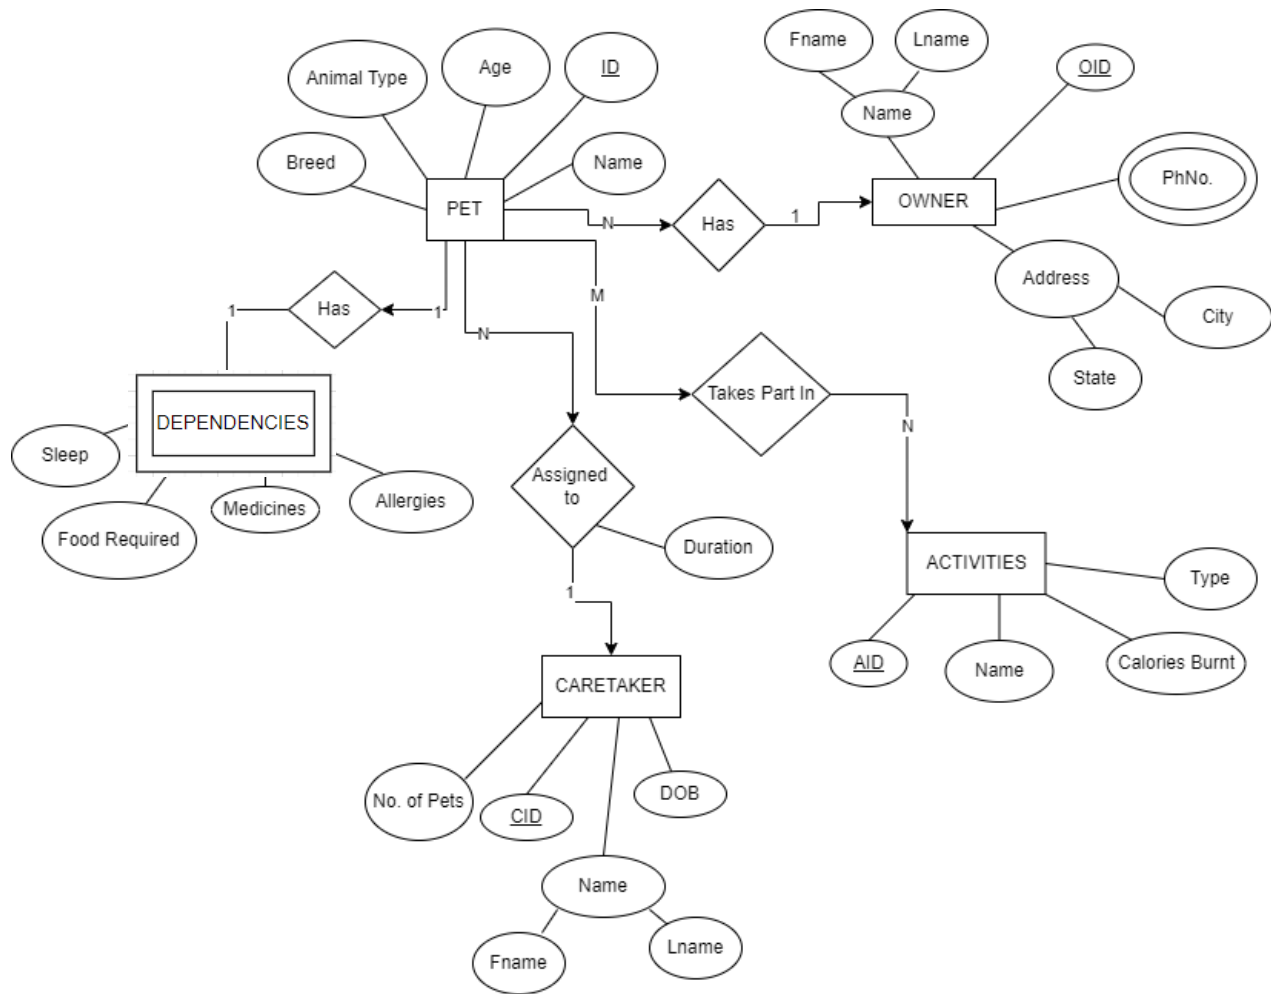 Fname
Lname
Animal Type
Age
ID
OID
Name
Breed
Name
PhNo.
PET
N
Has
1
OWNER
Address
City
State
Has
1
1
M
N
Takes Part In
N
DEPENDENCIES
Sleep
Food Required
Medicines
Allergies
Assigned
to
Duration
1
ACTIVITIES
Type
AID
Name
Calories Burnt
CARETAKER
No. of Pets
CID
DOB
Name
Fname
Lname